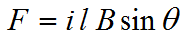 F = i l B sin θ